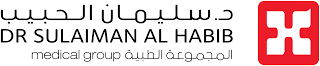 د. سليمان الحبيب
DR SULAIMAN AL HABIB
medical group المجموعة الطبية